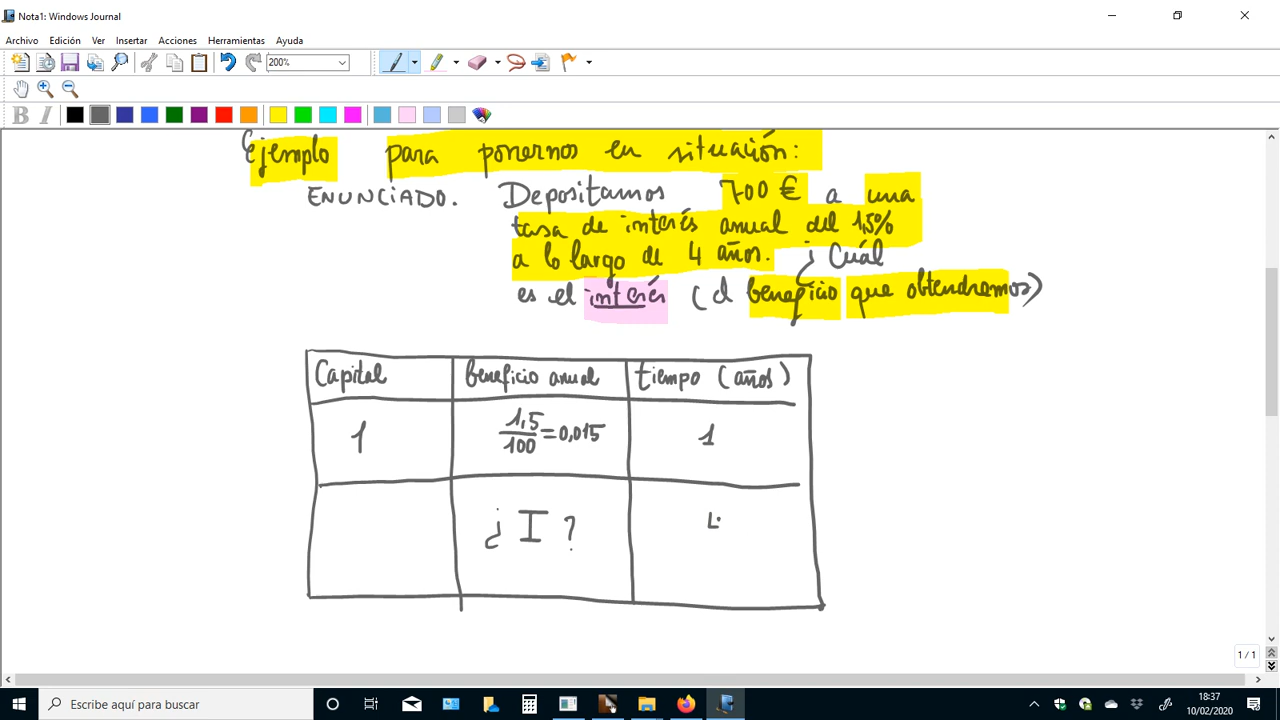 Nota1: Windows Journal
Archivo Edición Ver Insertar Acciones Herramientas Ayuda
200%
B I
Ejemplo para ponernos en situación:
ENUNCIADO. Depositamos 700 € a una
tasa de interés anual del 1,5%
a lo largo de 4 años. ¿Cuál
es el interés (el beneficio que obtendremos)
Capital beneficio anual tiempo (años)
1 1,5/100 = 0,015 1
¿I?
1 / 1
Escribe aquí para buscar
18:37
10/02/2020